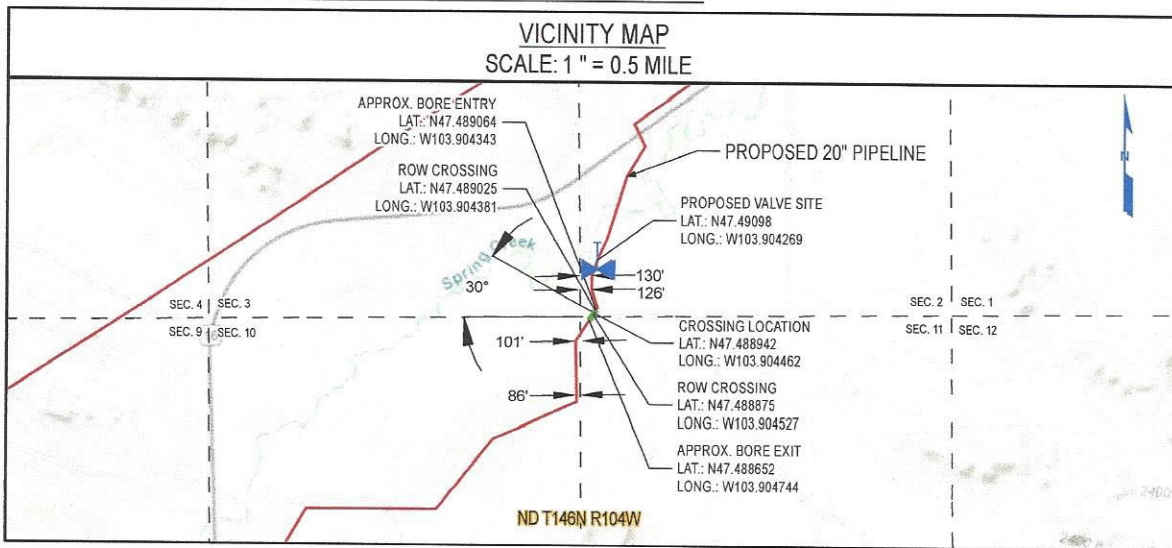 VICINITY MAP
SCALE: 1 " = 0.5 MILE
APPROX. BORE ENTRY
LAT.: N47.489064
LONG.: W103.904343
ROW CROSSING
LAT.: N47.489025
LONG.: W103.904381
PROPOSED 20" PIPELINE
PROPOSED VALVE SITE
LAT.: N47.49098
LONG.: W103.904269
N
Spring Creek
30°
130'
126'
SEC. 4
SEC. 3
SEC. 2
SEC. 1
SEC. 9
SEC. 10
SEC. 11
SEC. 12
101'
86'
CROSSING LOCATION
LAT.: N47.488942
LONG.: W103.904462
ROW CROSSING
LAT.: N47.488875
LONG.: W103.904527
APPROX. BORE EXIT
LAT.: N47.488652
LONG.: W103.904744
ND T146N R104W